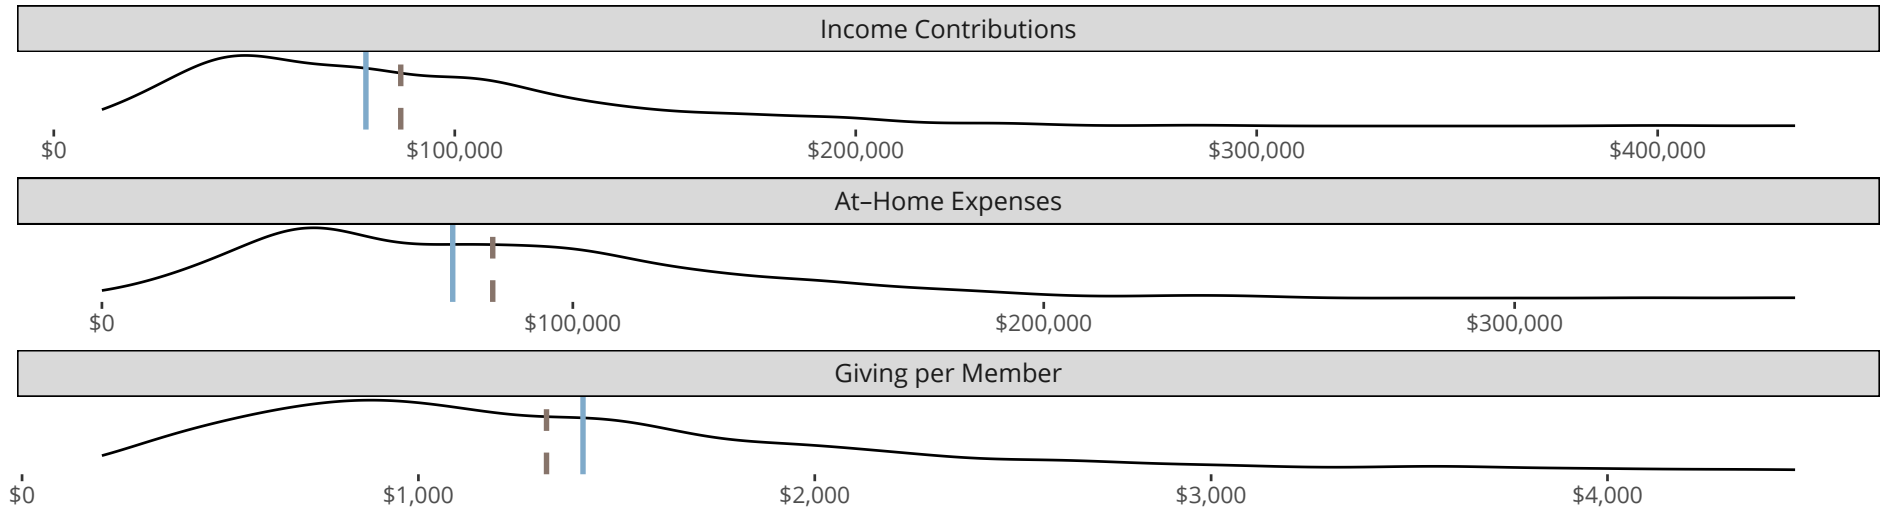 Income Contributions
$0 $100,000 $200,000 $300,000 $400,000
At–Home Expenses
$0 $100,000 $200,000 $300,000
Giving per Member
$0 $1,000 $2,000 $3,000 $4,000